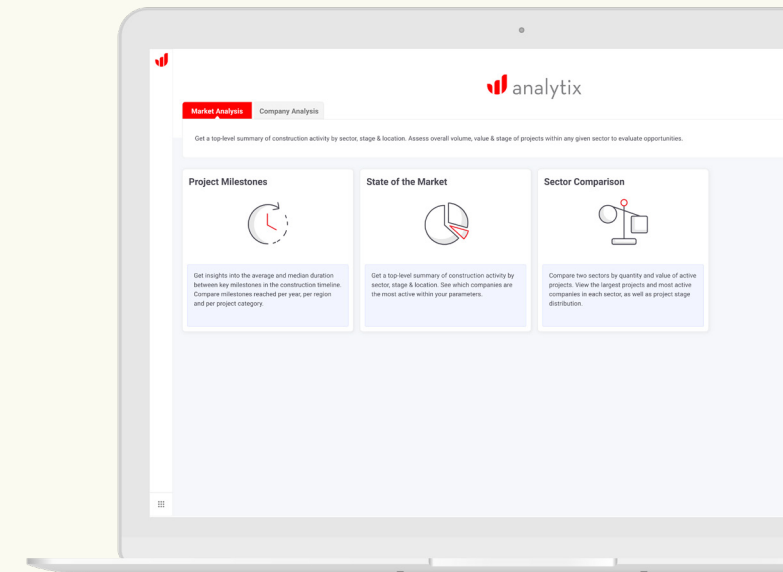 analytix
Market Analysis
Company Analysis
Get a top-level summary of construction activity by sector, stage & location. Assess overall volume, value & stage of projects within any given sector to evaluate opportunities.
Project Milestones
Get insights into the average and median duration
between key milestones in the construction timeline.
Compare milestones reached per year, per region
and per project category.
State of the Market
Get a top-level summary of construction activity by
sector, stage & location. See which companies are
the most active within your parameters.
Sector Comparison
Compare two sectors by quantity and value of active
projects. View the largest projects and most active
companies in each sector, as well as project stage
distribution.